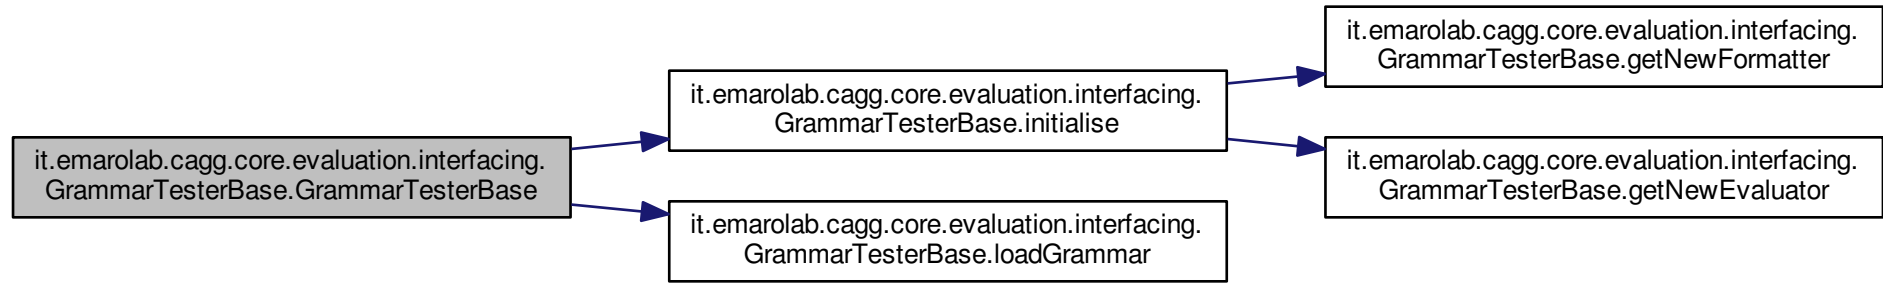 it.emarolab.cagg.core.evaluation.interfacing.
GrammarTesterBase.GrammarTesterBase
it.emarolab.cagg.core.evaluation.interfacing.
GrammarTesterBase.initialise
it.emarolab.cagg.core.evaluation.interfacing.
GrammarTesterBase.loadGrammar
it.emarolab.cagg.core.evaluation.interfacing.
GrammarTesterBase.getNewFormatter
it.emarolab.cagg.core.evaluation.interfacing.
GrammarTesterBase.getNewEvaluator